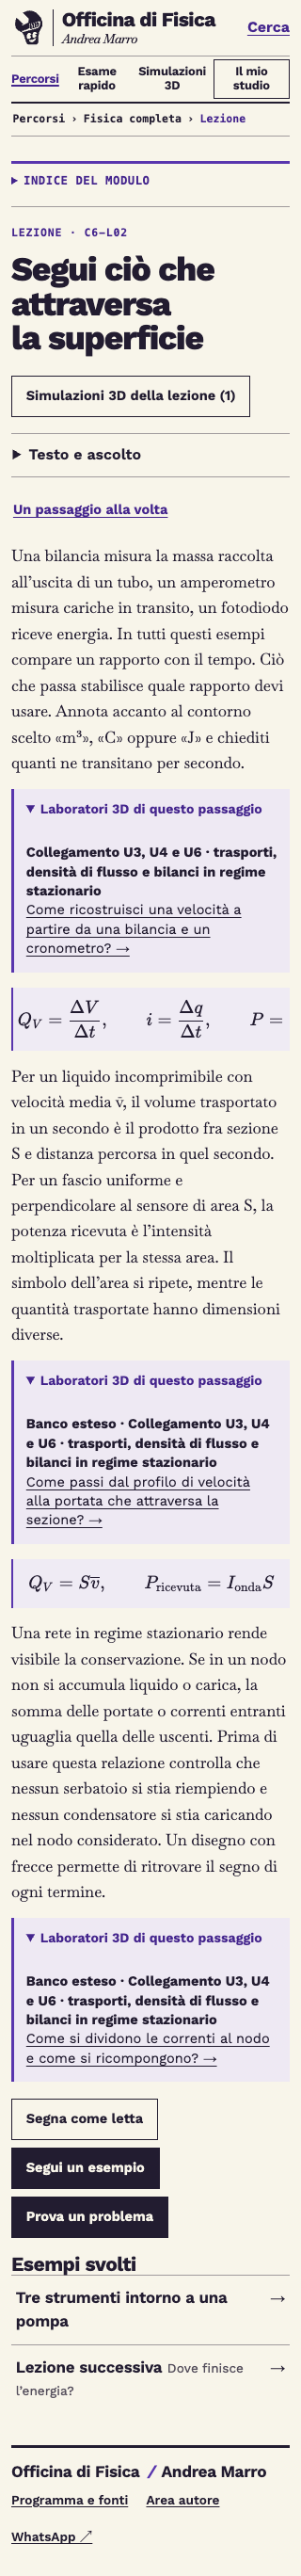 Officina di Fisica
Andrea Marro
Cerca
Percorsi
Esame rapido
Simulazioni 3D
Il mio studio
Percorsi › Fisica completa › Lezione
▶ INDICE DEL MODULO
LEZIONE · C6–L02
Segui ciò che
attraversa
la superficie
Simulazioni 3D della lezione (1)
▶ Testo e ascolto
Un passaggio alla volta
Una bilancia misura la massa raccolta
all’uscita di un tubo, un amperometro
misura cariche in transito, un fotodiodo
riceve energia. In tutti questi esempi
compare un rapporto con il tempo. Ciò
che passa stabilisce quale rapporto devi
usare. Annota accanto al contorno
scelto «m³», «C» oppure «J» e chiediti
quanti ne transitano per secondo.
▼ Laboratori 3D di questo passaggio
Collegamento U3, U4 e U6 · trasporti,
densità di flusso e bilanci in regime
stazionario
Come ricostruisci una velocità a
partire da una bilancia e un
cronometro? →
Q_V = ΔV/Δt, i = Δq/Δt, P =
Per un liquido incomprimibile con
velocità media v̄, il volume trasportato
in un secondo è il prodotto fra sezione
S e distanza percorsa in quel secondo.
Per un fascio uniforme e
perpendicolare al sensore di area S, la
potenza ricevuta è l’intensità
moltiplicata per la stessa area. Il
simbolo dell’area si ripete, mentre le
quantità trasportate hanno dimensioni
diverse.
▼ Laboratori 3D di questo passaggio
Banco esteso · Collegamento U3, U4
e U6 · trasporti, densità di flusso e
bilanci in regime stazionario
Come passi dal profilo di velocità
alla portata che attraversa la
sezione? →
Q_V = Sv̄, P_ricevuta = I_onda S
Una rete in regime stazionario rende
visibile la conservazione. Se in un nodo
non si accumula liquido o carica, la
somma delle portate o correnti entranti
uguaglia quella delle uscenti. Prima di
usare questa relazione controlla che
nessun serbatoio si stia riempiendo e
nessun condensatore si stia caricando
nel nodo considerato. Un disegno con
frecce permette di ritrovare il segno di
ogni termine.
▼ Laboratori 3D di questo passaggio
Banco esteso · Collegamento U3, U4
e U6 · trasporti, densità di flusso e
bilanci in regime stazionario
Come si dividono le correnti al nodo
e come si ricompongono? →
Segna come letta
Segui un esempio
Prova un problema
Esempi svolti
Tre strumenti intorno a una
pompa →
Lezione successiva Dove finisce
l’energia? →
Officina di Fisica / Andrea Marro
Programma e fonti Area autore
WhatsApp ↗